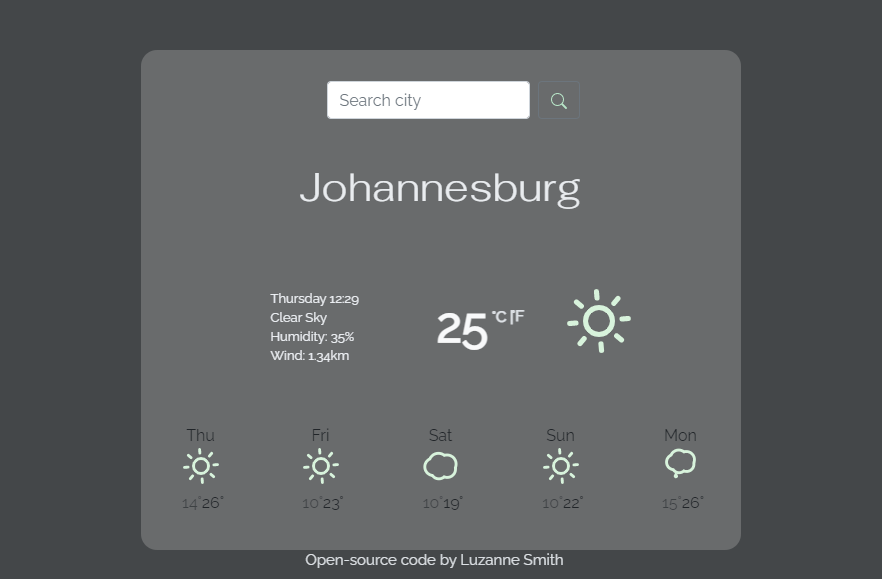 Search city
Johannesburg
Thursday 12:29
Clear Sky
Humidity: 35%
Wind: 1.34km
25 °C |°F
Thu Fri Sat Sun Mon
14°26° 10°23° 10°19° 10°22° 15°26°
Open-source code by Luzanne Smith